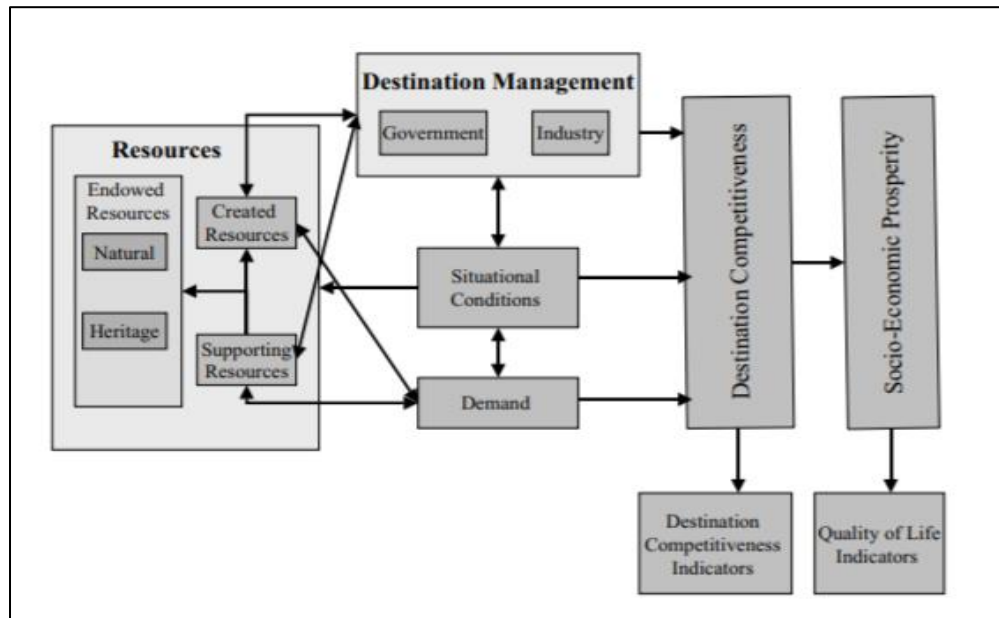 Destination Management
Government
Industry
Resources
Endowed
Resources
Natural
Heritage
Created
Resources
Supporting
Resources
Situational
Conditions
Demand
Destination Competitiveness
Socio-Economic Prosperity
Destination
Competitiveness
Indicators
Quality of Life
Indicators